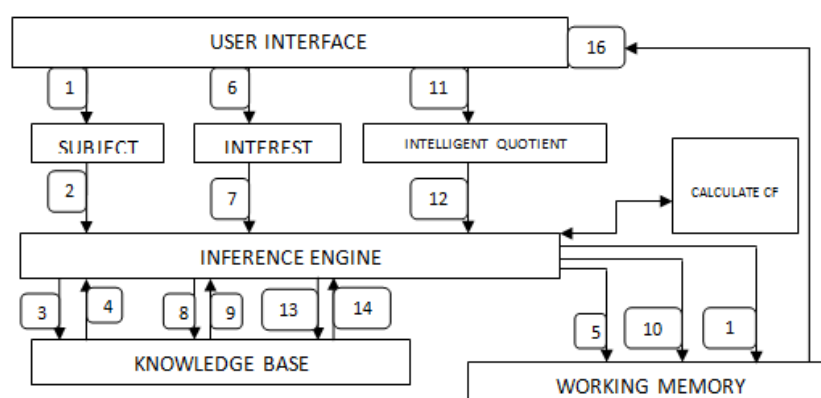 USER INTERFACE
16
1
6
11
SUBJECT
INTEREST
INTELLIGENT QUOTIENT
2
7
12
CALCULATE CF
INFERENCE ENGINE
3
4
8
9
13
14
5
10
1
KNOWLEDGE BASE
WORKING MEMORY